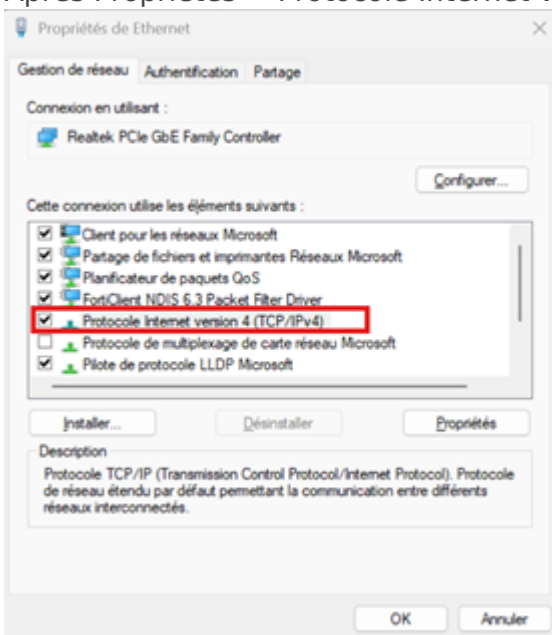 Propriétés de Ethernet
Gestion de réseau Authentification Partage
Connexion en utilisant :
Realtek PCIe GbE Family Controller
Configurer...
Cette connexion utilise les éléments suivants :
Client pour les réseaux Microsoft
Partage de fichiers et imprimantes Réseaux Microsoft
Planificateur de paquets QoS
FortiClient NDIS 6.3 Packet Filter Driver
Protocole Internet version 4 (TCP/IPv4)
Protocole de multiplexage de carte réseau Microsoft
Pilote de protocole LLDP Microsoft
Installer... Désinstaller Propriétés
Description
Protocole TCP/IP (Transmission Control Protocol/Internet Protocol). Protocole
de réseau étendu par défaut permettant la communication entre différents
réseaux interconnectés.
OK Annuler